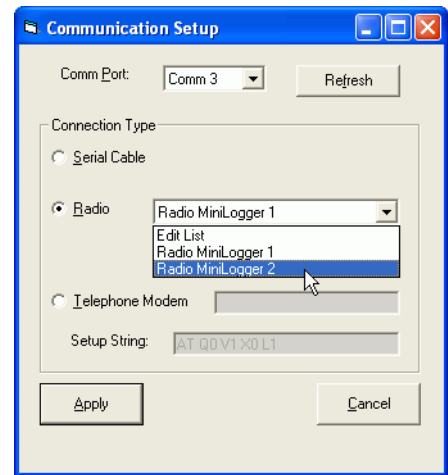 Communication Setup
Comm Port: Comm 3 Refresh
Connection Type
Serial Cable
Radio Radio MiniLogger 1
Edit List
Radio MiniLogger 1
Radio MiniLogger 2
Telephone Modem
Setup String: AT Q0 V1 X0 L1
Apply Cancel